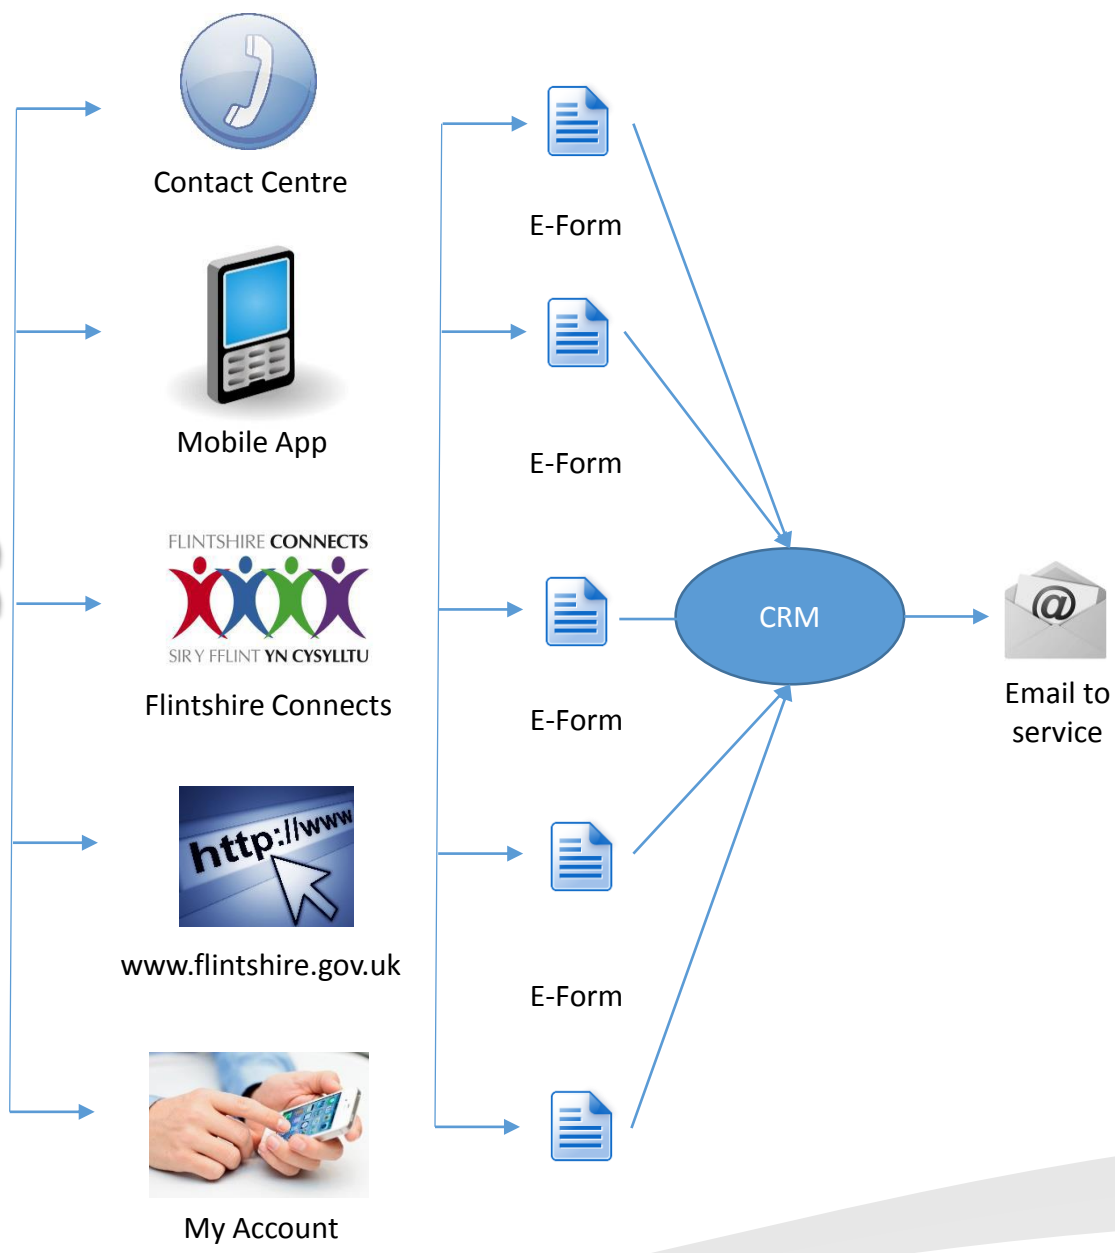 Contact Centre
E-Form
Mobile App
E-Form
FLINTSHIRE CONNECTS
SIR Y FFLINT YN CYSYLLTU
Flintshire Connects
E-Form
CRM
@
Email to
service
http://www
www.flintshire.gov.uk
E-Form
My Account